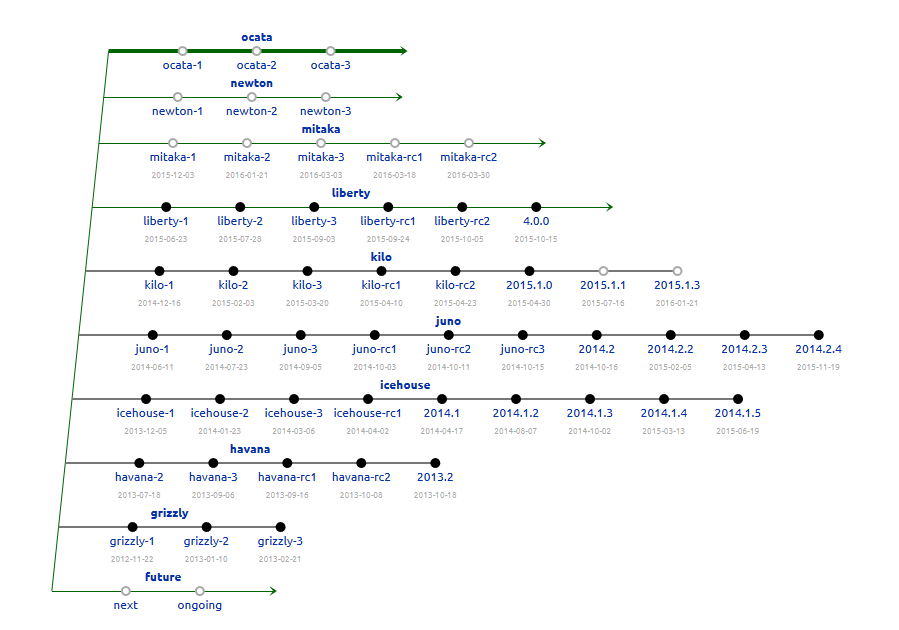 ocata
ocata-1 ocata-2 ocata-3
newton
newton-1 newton-2 newton-3
mitaka
mitaka-1 mitaka-2 mitaka-3 mitaka-rc1 mitaka-rc2
2015-12-03 2016-01-21 2016-03-03 2016-03-18 2016-03-30
liberty
liberty-1 liberty-2 liberty-3 liberty-rc1 liberty-rc2 4.0.0
2015-06-23 2015-07-28 2015-09-03 2015-09-24 2015-10-05 2015-10-15
kilo
kilo-1 kilo-2 kilo-3 kilo-rc1 kilo-rc2 2015.1.0 2015.1.1 2015.1.3
2014-12-16 2015-02-03 2015-03-20 2015-04-10 2015-04-23 2015-04-30 2015-07-16 2016-01-21
juno
juno-1 juno-2 juno-3 juno-rc1 juno-rc2 juno-rc3 2014.2 2014.2.2 2014.2.3 2014.2.4
2014-06-11 2014-07-23 2014-09-05 2014-10-03 2014-10-11 2014-10-15 2014-10-16 2015-02-05 2015-04-13 2015-11-19
icehouse
icehouse-1 icehouse-2 icehouse-3 icehouse-rc1 2014.1 2014.1.2 2014.1.3 2014.1.4 2014.1.5
2013-12-05 2014-01-23 2014-03-06 2014-04-02 2014-04-17 2014-08-07 2014-10-02 2015-03-13 2015-06-19
havana
havana-2 havana-3 havana-rc1 havana-rc2 2013.2
2013-07-18 2013-09-06 2013-09-16 2013-10-08 2013-10-18
grizzly
grizzly-1 grizzly-2 grizzly-3
2012-11-22 2013-01-10 2013-02-21
future
next ongoing